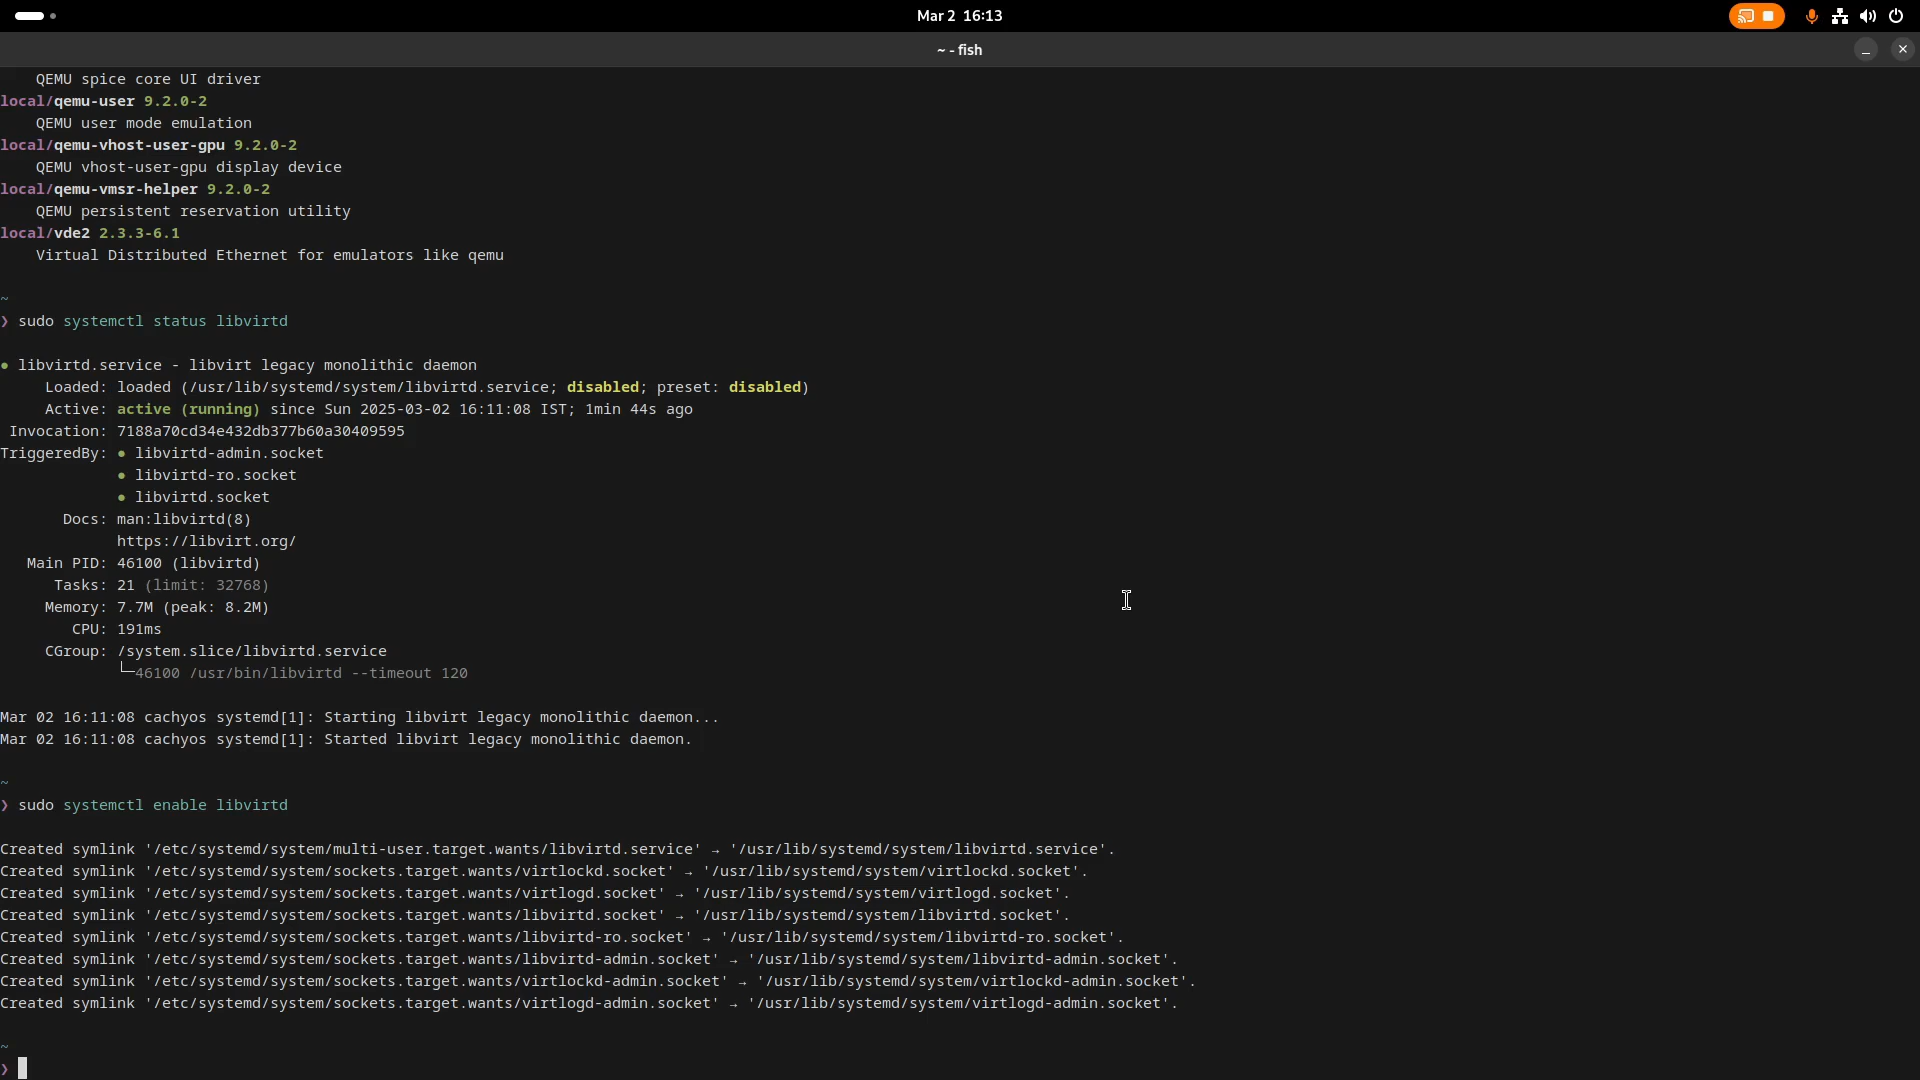 Mar 2 16:13
~ - fish
QEMU spice core UI driver
local/qemu-user 9.2.0-2
QEMU user mode emulation
local/qemu-vhost-user-gpu 9.2.0-2
QEMU vhost-user-gpu display device
local/qemu-vmsr-helper 9.2.0-2
QEMU persistent reservation utility
local/vde2 2.3.3-6.1
Virtual Distributed Ethernet for emulators like qemu
~
❯ sudo systemctl status libvirtd
● libvirtd.service - libvirt legacy monolithic daemon
Loaded: loaded (/usr/lib/systemd/system/libvirtd.service; disabled; preset: disabled)
Active: active (running) since Sun 2025-03-02 16:11:08 IST; 1min 44s ago
Invocation: 7188a70cd34e432db377b60a30409595
TriggeredBy: ● libvirtd-admin.socket
● libvirtd-ro.socket
● libvirtd.socket
Docs: man:libvirtd(8)
https://libvirt.org/
Main PID: 46100 (libvirtd)
Tasks: 21 (limit: 32768)
Memory: 7.7M (peak: 8.2M)
CPU: 191ms
CGroup: /system.slice/libvirtd.service
└─46100 /usr/bin/libvirtd --timeout 120
Mar 02 16:11:08 cachyos systemd[1]: Starting libvirt legacy monolithic daemon...
Mar 02 16:11:08 cachyos systemd[1]: Started libvirt legacy monolithic daemon.
~
❯ sudo systemctl enable libvirtd
Created symlink '/etc/systemd/system/multi-user.target.wants/libvirtd.service' → '/usr/lib/systemd/system/libvirtd.service'.
Created symlink '/etc/systemd/system/sockets.target.wants/virtlockd.socket' → '/usr/lib/systemd/system/virtlockd.socket'.
Created symlink '/etc/systemd/system/sockets.target.wants/virtlogd.socket' → '/usr/lib/systemd/system/virtlogd.socket'.
Created symlink '/etc/systemd/system/sockets.target.wants/libvirtd.socket' → '/usr/lib/systemd/system/libvirtd.socket'.
Created symlink '/etc/systemd/system/sockets.target.wants/libvirtd-ro.socket' → '/usr/lib/systemd/system/libvirtd-ro.socket'.
Created symlink '/etc/systemd/system/sockets.target.wants/libvirtd-admin.socket' → '/usr/lib/systemd/system/libvirtd-admin.socket'.
Created symlink '/etc/systemd/system/sockets.target.wants/virtlockd-admin.socket' → '/usr/lib/systemd/system/virtlockd-admin.socket'.
Created symlink '/etc/systemd/system/sockets.target.wants/virtlogd-admin.socket' → '/usr/lib/systemd/system/virtlogd-admin.socket'.
~
❯